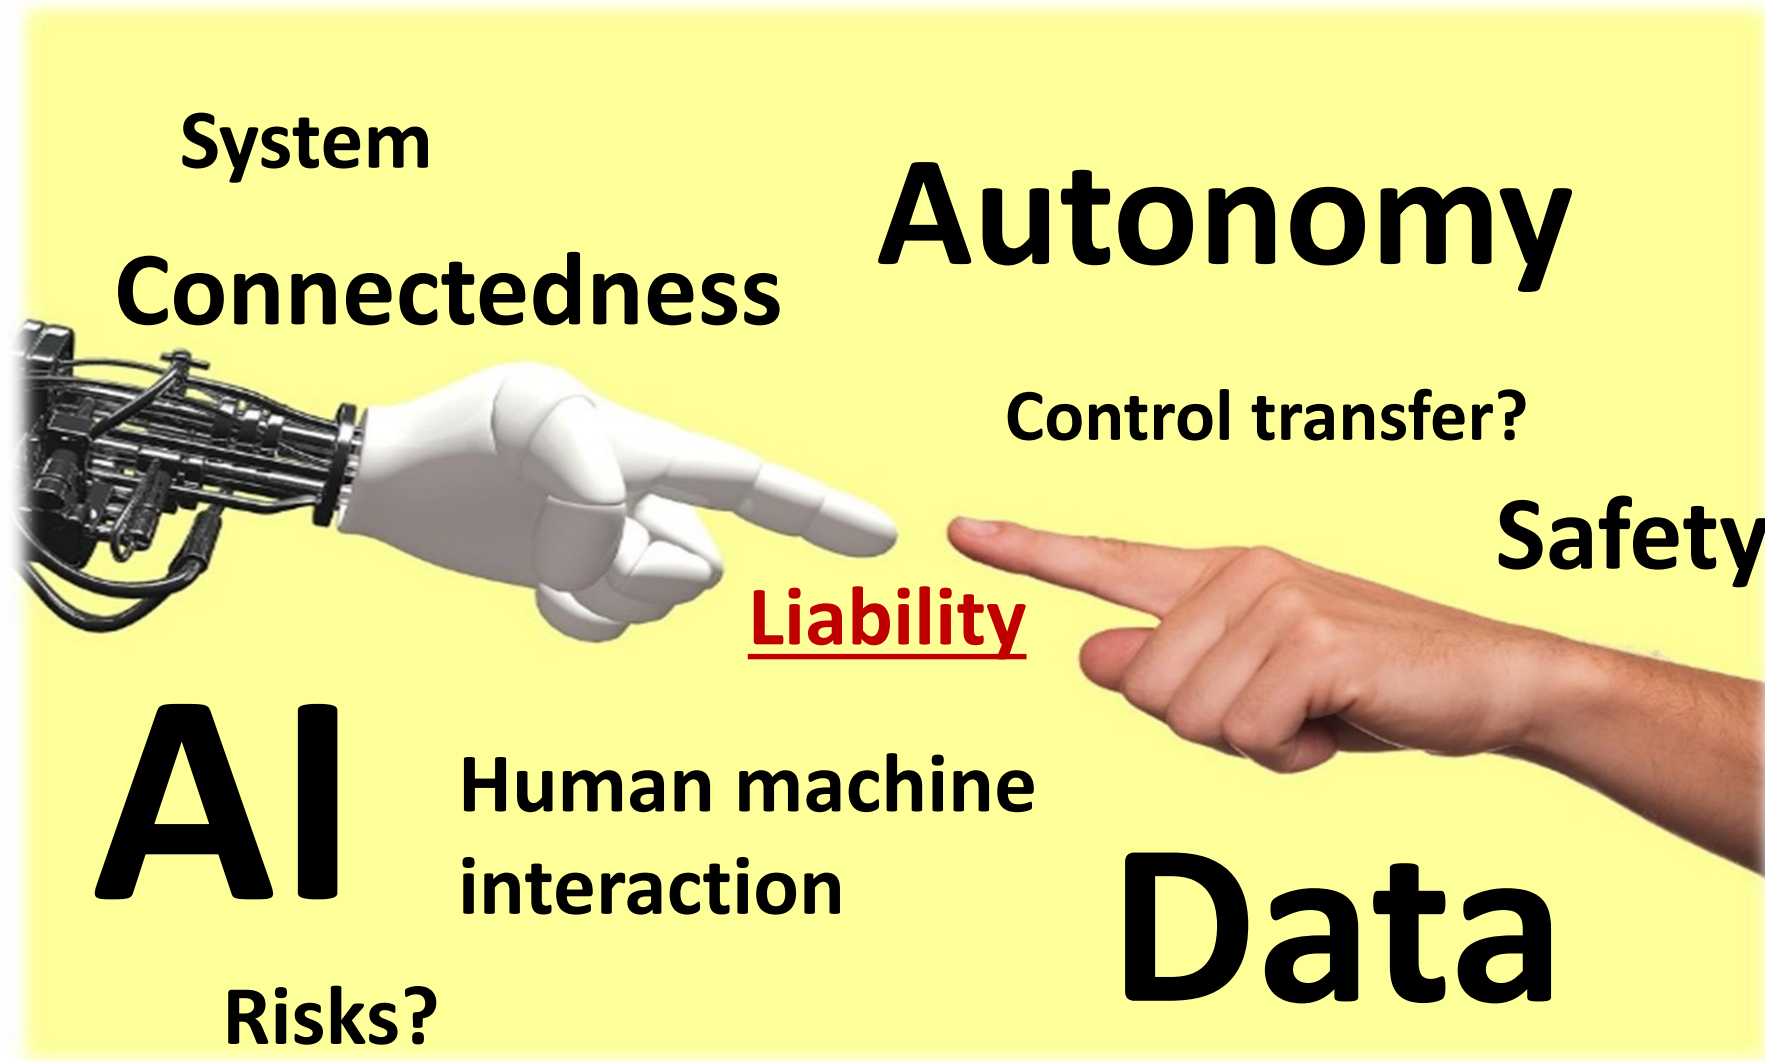 System
Autonomy
Connectedness
Control transfer?
Safety
Liability
AI
Human machine
interaction
Data
Risks?